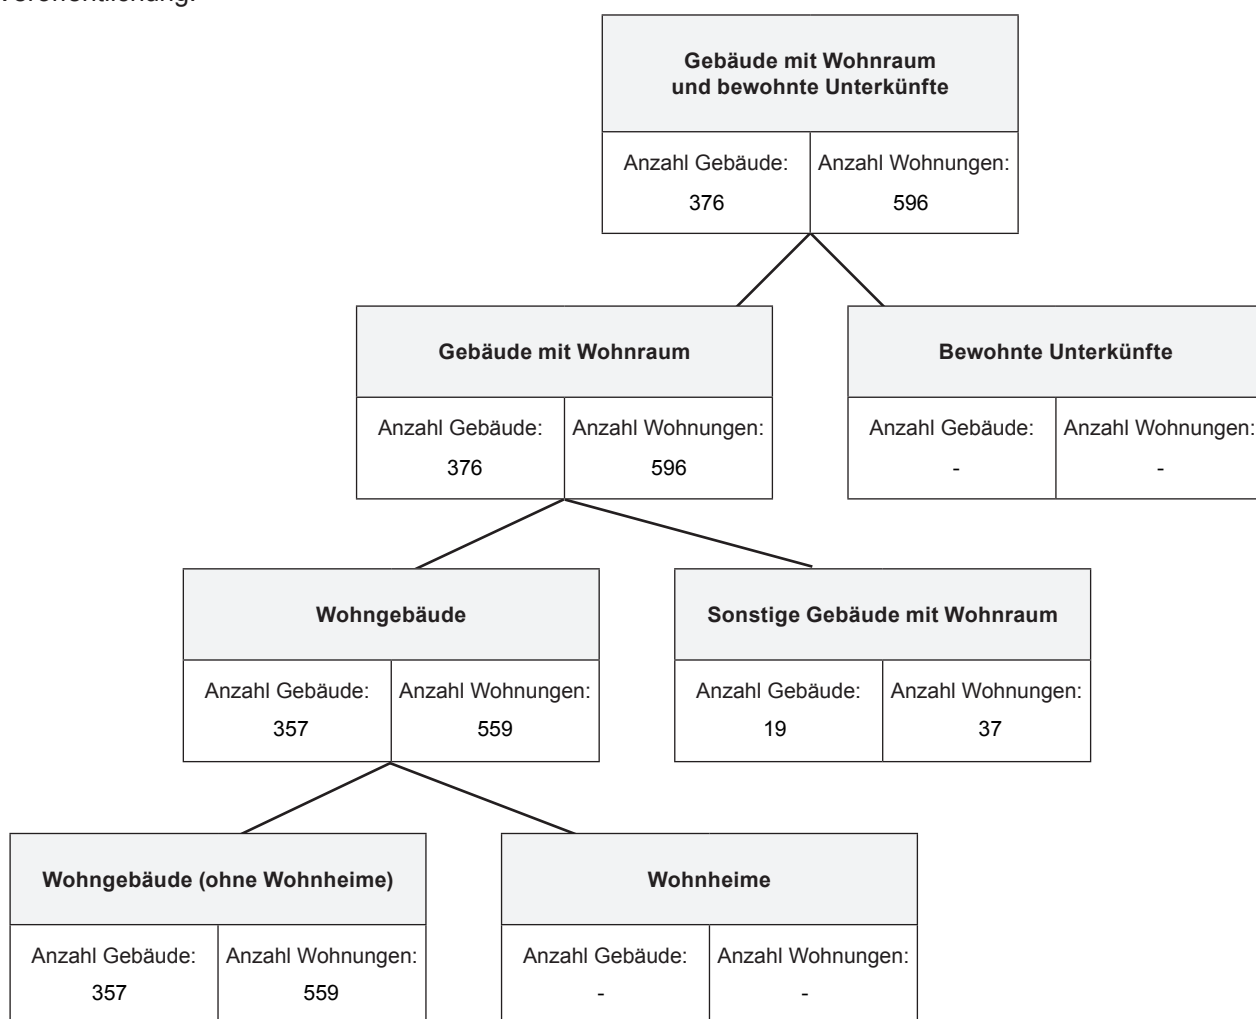 Veröffentlichung.
Gebäude mit Wohnraum
und bewohnte Unterkünfte
Anzahl Gebäude: Anzahl Wohnungen:
376 596
Gebäude mit Wohnraum
Anzahl Gebäude: Anzahl Wohnungen:
376 596
Bewohnte Unterkünfte
Anzahl Gebäude: Anzahl Wohnungen:
- -
Wohngebäude
Anzahl Gebäude: Anzahl Wohnungen:
357 559
Sonstige Gebäude mit Wohnraum
Anzahl Gebäude: Anzahl Wohnungen:
19 37
Wohngebäude (ohne Wohnheime)
Anzahl Gebäude: Anzahl Wohnungen:
357 559
Wohnheime
Anzahl Gebäude: Anzahl Wohnungen:
- -